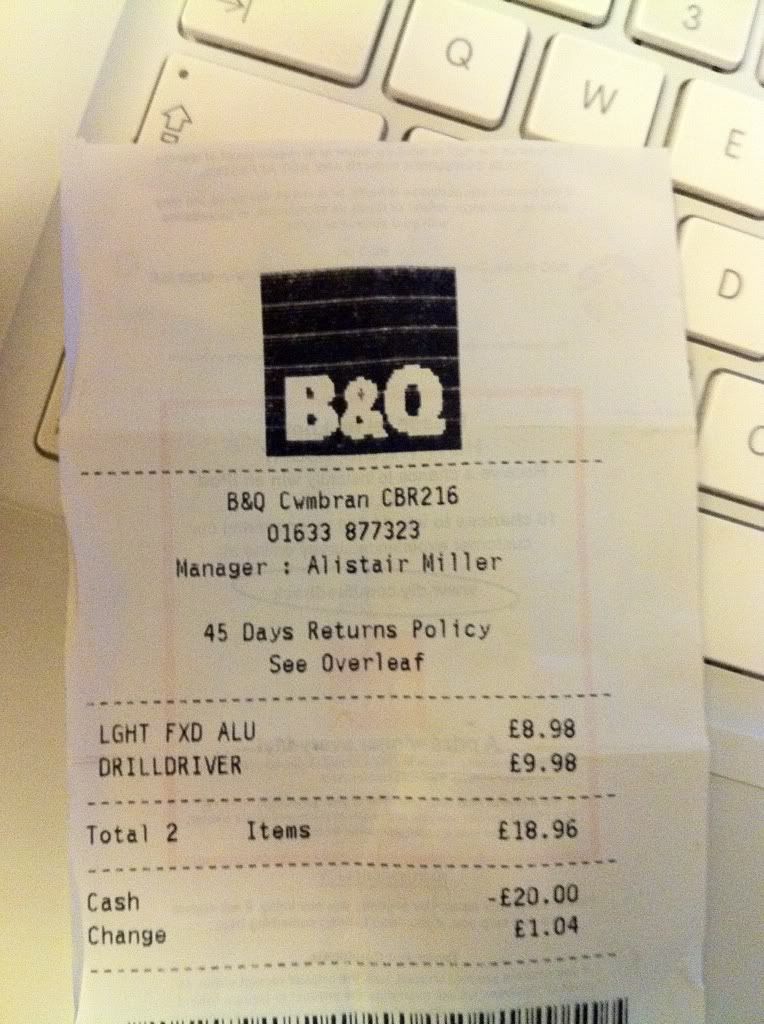 3
Q
W
E
D
B&Q
B&Q Cwmbran CBR216
01633 877323
Manager : Alistair Miller
45 Days Returns Policy
See Overleaf
LGHT FXD ALU £8.98
DRILLDRIVER £9.98
Total 2 Items £18.96
Cash -£20.00
Change £1.04